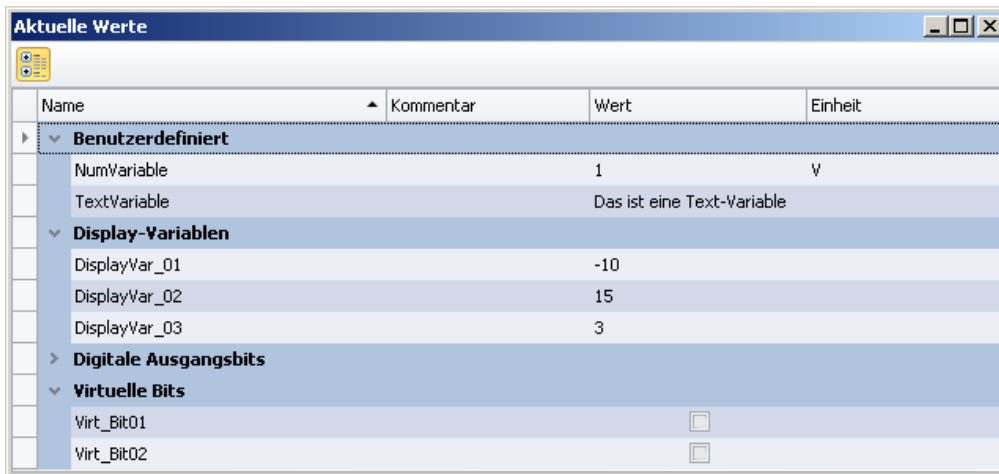 Aktuelle Werte
Name Kommentar Wert Einheit
Benutzerdefiniert
NumVariable 1 V
TextVariable Das ist eine Text-Variable
Display-Variablen
DisplayVar_01 -10
DisplayVar_02 15
DisplayVar_03 3
Digitale Ausgangsbits
Virtuelle Bits
Virt_Bit01
Virt_Bit02